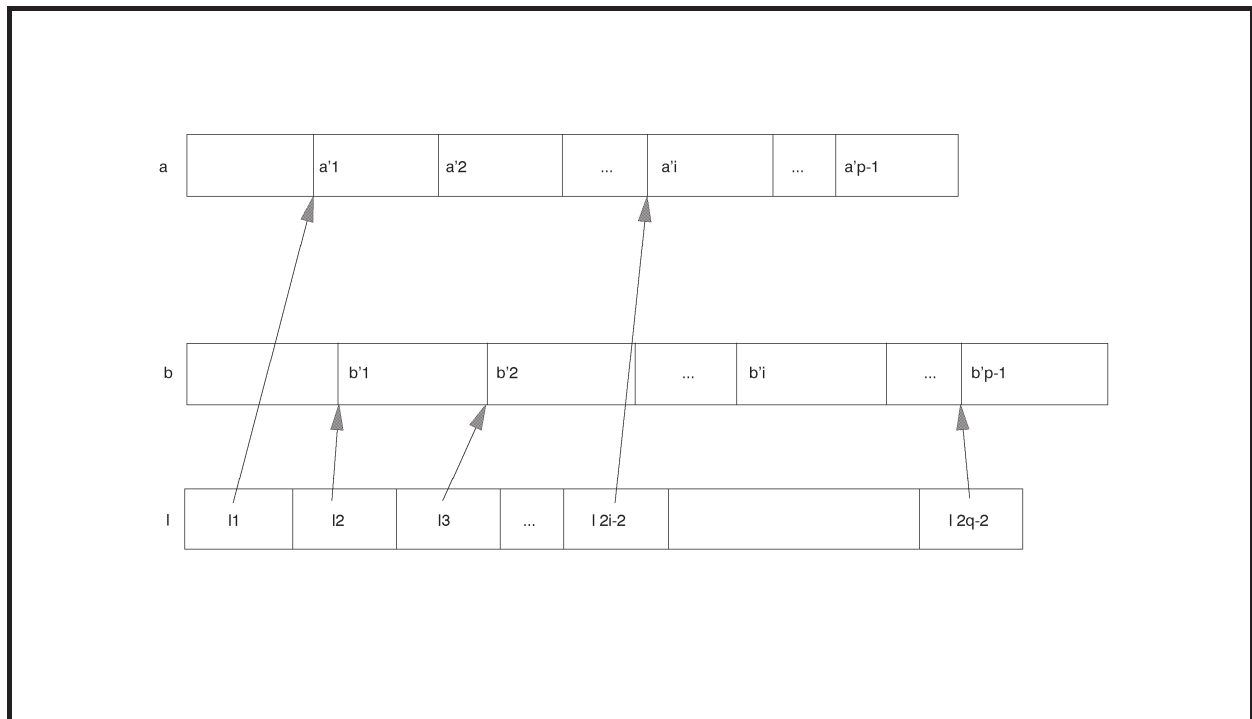 a a'1 a'2 ... a'i ... a'p-1
b b'1 b'2 ... b'i ... b'p-1
l l1 l2 l3 ... l 2i-2 l 2q-2